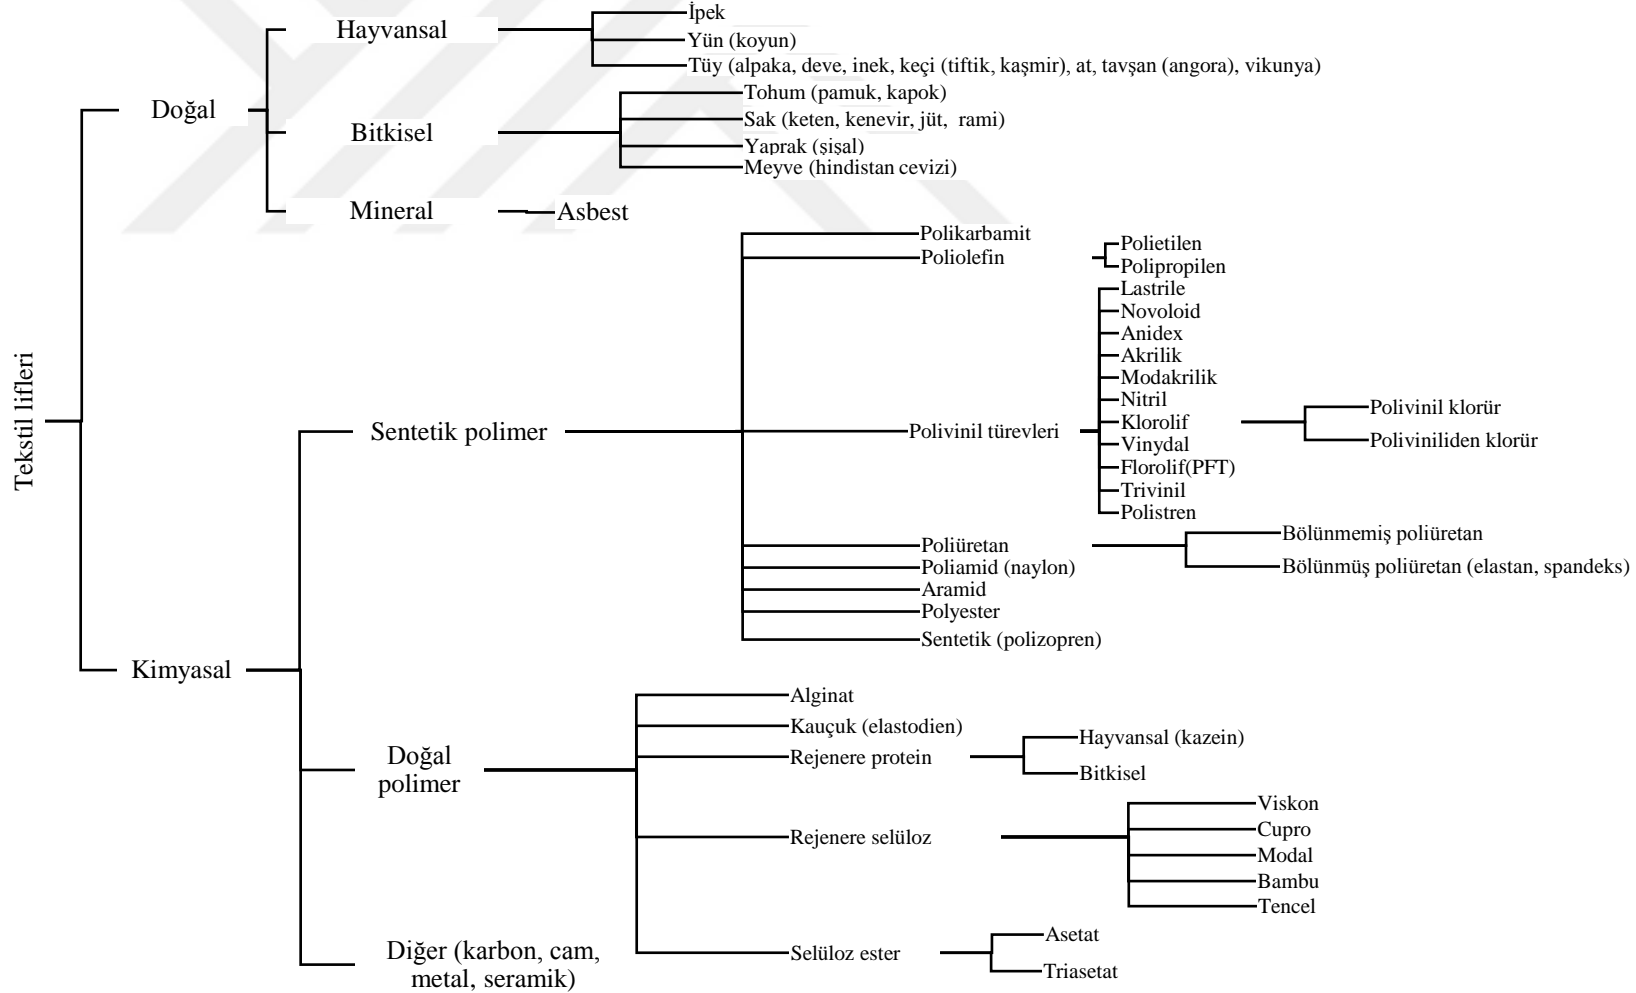 Tekstil lifleri
Doğal
Hayvansal
İpek
Yün (koyun)
Tüy (alpaka, deve, inek, keçi (tiftik, kaşmir), at, tavşan (angora), vikunya)
Bitkisel
Tohum (pamuk, kapok)
Sak (keten, kenevir, jüt, rami)
Yaprak (sisal)
Meyve (hindistan cevizi)
Mineral
Asbest
Kimyasal
Sentetik polimer
Polikarbamit
Poliolefin
Polietilen
Polipropilen
Polivinil türevleri
Lastrile
Novoloid
Anidex
Akrilik
Modakrilik
Nitril
Klorolif
Polivinil klorür
Poliviniliden klorür
Vinydal
Florolif(PFT)
Trivinil
Polistren
Poliüretan
Bölünmemiş poliüretan
Bölünmüş poliüretan (elastan, spandeks)
Poliamid (naylon)
Aramid
Polyester
Sentetik (polizopren)
Doğal
polimer
Alginat
Kauçuk (elastodien)
Rejenere protein
Hayvansal (kazein)
Bitkisel
Rejenere selüloz
Viskon
Cupro
Modal
Bambu
Tencel
Selüloz ester
Asetat
Triasetat
Diğer (karbon, cam,
metal, seramik)